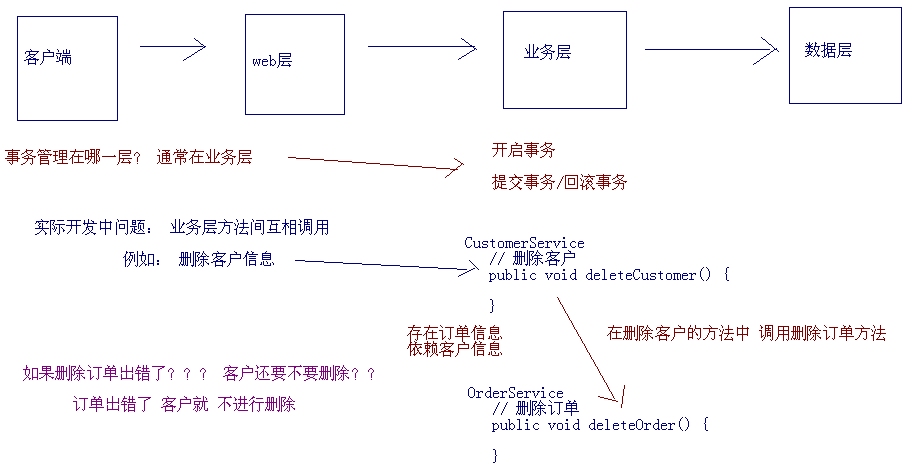 客户端
web层
业务层
数据层
事务管理在哪一层? 通常在业务层
开启事务
提交事务/回滚事务
实际开发中问题: 业务层方法间互相调用
例如: 删除客户信息
CustomerService
// 删除客户
public void deleteCustomer() {
}
存在订单信息
依赖客户信息
在删除客户的方法中 调用删除订单方法
如果删除订单出错了??? 客户还要不要删除??
订单出错了 客户就 不进行删除
OrderService
// 删除订单
public void deleteOrder() {
}